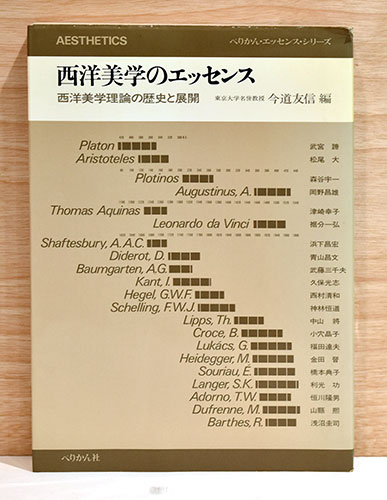 AESTHETICS
ぺりかん・エッセンス・シリーズ
西洋美学のエッセンス
西洋美学理論の歴史と展開 東京大学名誉教授 今道友信 編
Platon 武宮 諦
Aristoteles 松尾 大
Plotinos 森谷宇一
Augustinus, A. 岡野昌雄
Thomas Aquinas 津崎幸子
Leonardo da Vinci 裾分一弘
Shaftesbury, A.A.C. 浜下昌宏
Diderot, D. 青山昌文
Baumgarten, A.G. 武藤三千夫
Kant, I. 久保光志
Hegel, G.W.F. 西村清和
Schelling, F.W.J. 神林恒道
Lipps, Th. 中山 將
Croce, B. 小穴晶子
Lukács, G. 福田達夫
Heidegger, M. 金田 晉
Souriau, É. 橋本典子
Langer, S.K. 利光 功
Adorno, T.W. 恒川隆男
Dufrenne, M. 山縣 熙
Barthes, R. 浅沼圭司
ぺりかん社